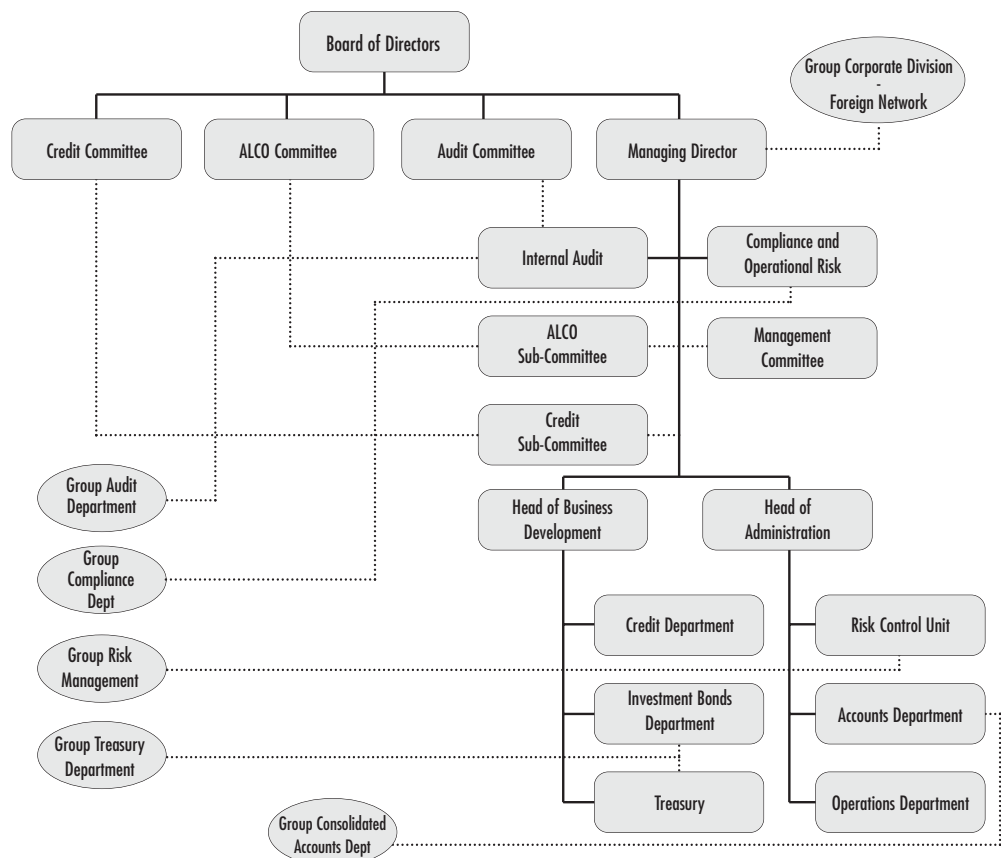 Board of Directors
Group Corporate Division
-
Foreign Network
Credit Committee
ALCO Committee
Audit Committee
Managing Director
Internal Audit
Compliance and
Operational Risk
ALCO
Sub-Committee
Management
Committee
Credit
Sub-Committee
Group Audit
Department
Head of Business
Development
Head of
Administration
Group
Compliance
Dept
Credit Department
Risk Control Unit
Group Risk
Management
Investment Bonds
Department
Accounts Department
Group Treasury
Department
Treasury
Operations Department
Group Consolidated
Accounts Dept